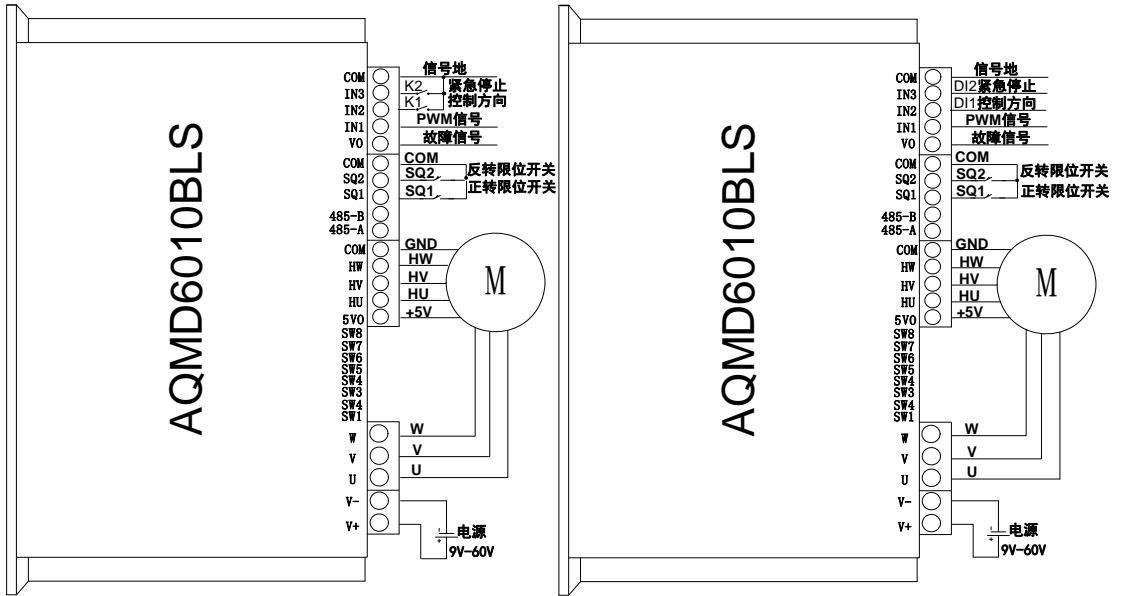 AQMD6010BLS
COM 信号地
IN3 K2 紧急停止
IN2 K1 控制方向
IN1 PWM信号
VO 故障信号
COM COM
SQ2 SQ2 反转限位开关
SQ1 SQ1 正转限位开关
485-B
485-A
COM GND
HW HW
HV HV
HU HU
5VO +5V
M
SW8
SW7
SW6
SW5
SW4
SW3
SW4
SW1
W W
V V
U U
V-
V+
电源
9V-60V
AQMD6010BLS
COM 信号地
IN3 DI2紧急停止
IN2 DI1控制方向
IN1 PWM信号
VO 故障信号
COM COM
SQ2 SQ2 反转限位开关
SQ1 SQ1 正转限位开关
485-B
485-A
COM GND
HW HW
HV HV
HU HU
5VO +5V
M
SW8
SW7
SW6
SW5
SW4
SW3
SW4
SW1
W W
V V
U U
V-
V+
电源
9V-60V